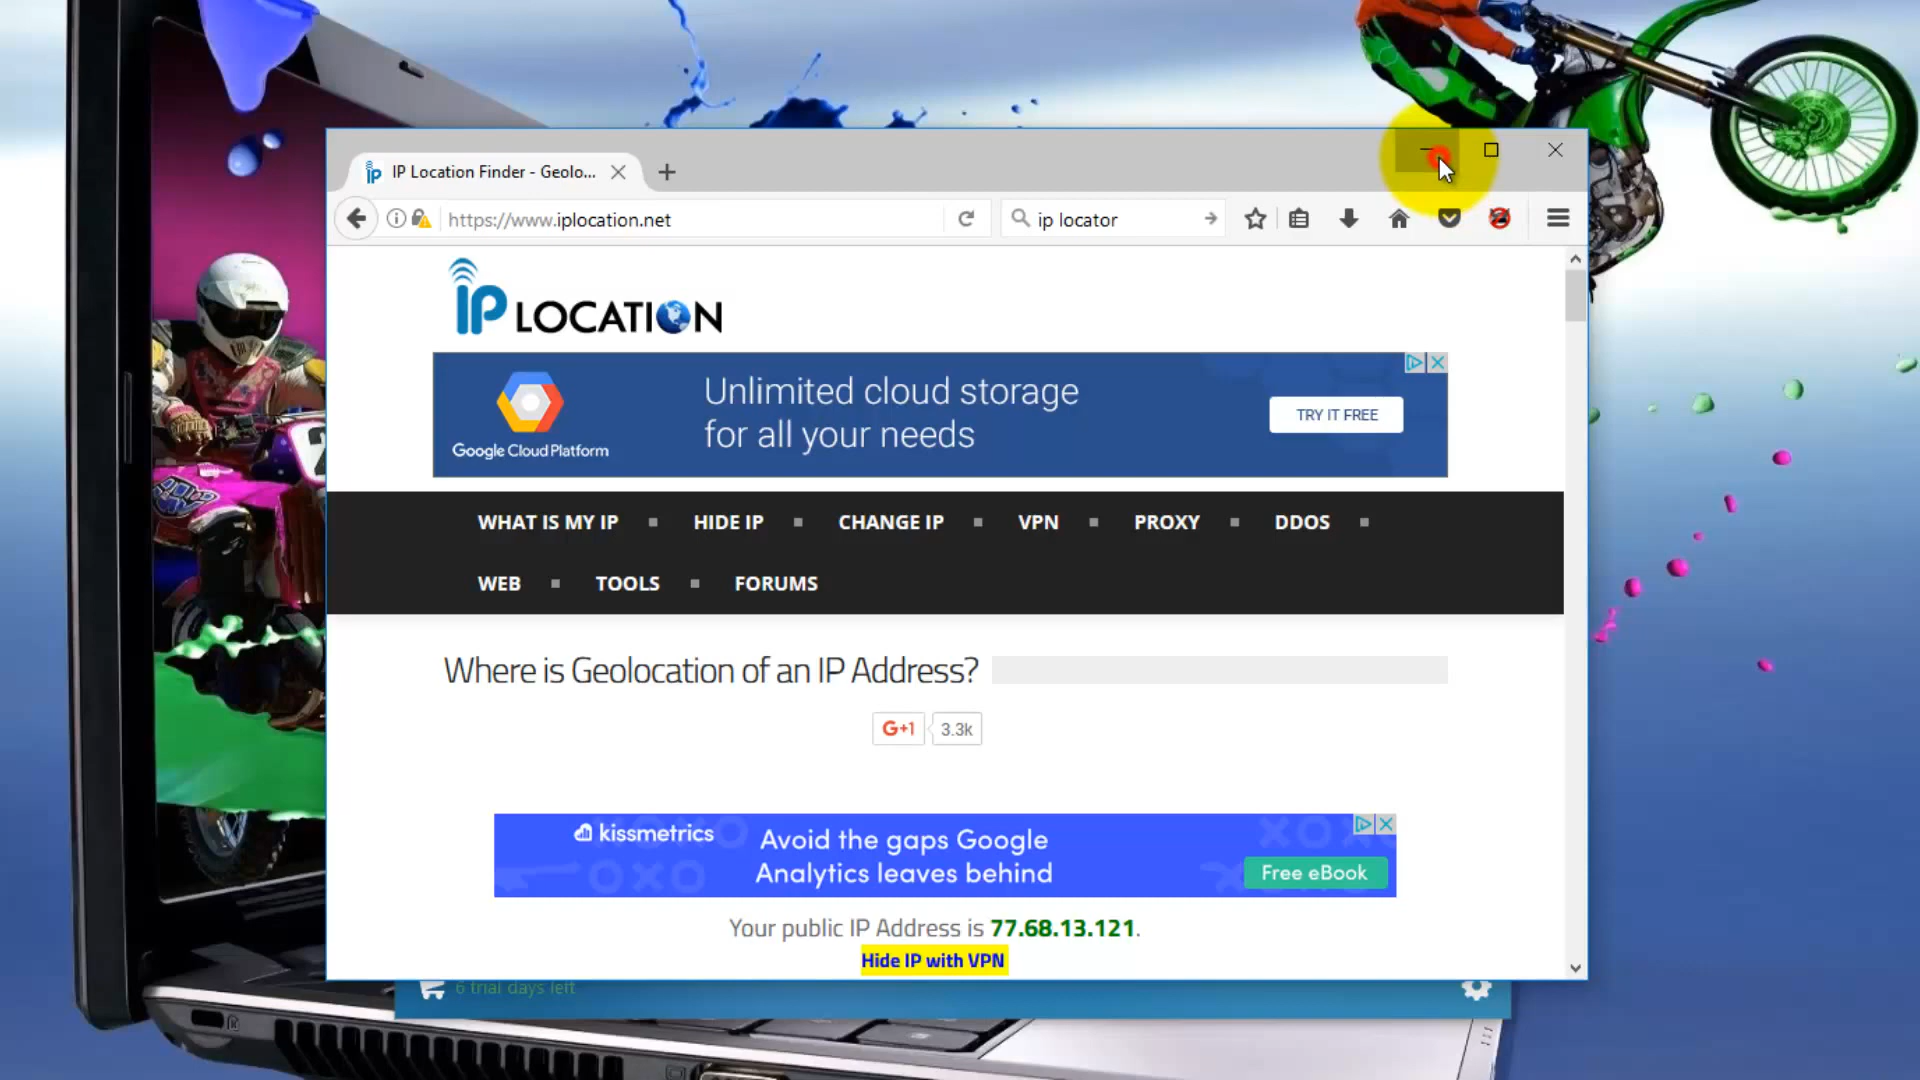 IP Location Finder - Geolo...
https://www.iplocation.net
ip locator
IP LOCATION
Unlimited cloud storage
for all your needs
TRY IT FREE
Google Cloud Platform
WHAT IS MY IP
HIDE IP
CHANGE IP
VPN
PROXY
DDOS
WEB
TOOLS
FORUMS
Where is Geolocation of an IP Address?
G+1
3.3k
kissmetrics
Avoid the gaps Google
Analytics leaves behind
Free eBook
Your public IP Address is 77.68.13.121.
Hide IP with VPN
6 trial days left